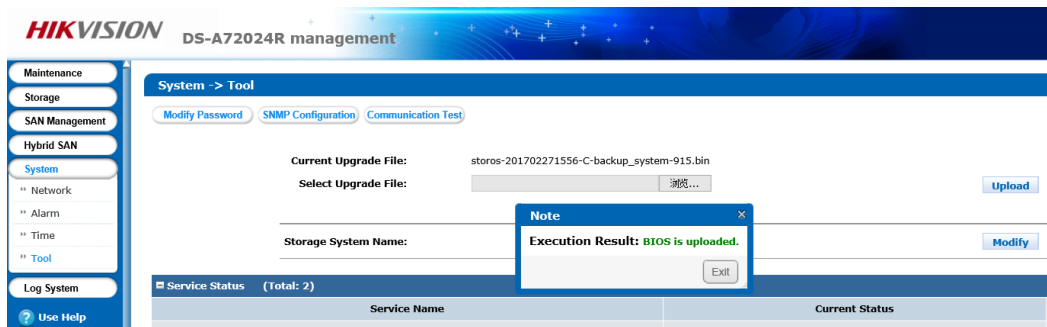 HIKVISION DS-A72024R management
Maintenance
Storage
SAN Management
Hybrid SAN
System
Network
Alarm
Time
Tool
Log System
Use Help
System -> Tool
Modify Password SNMP Configuration Communication Test
Current Upgrade File: storos-201702271556-C-backup_system-915.bin
Select Upgrade File: 浏览... Upload
Note
Execution Result: BIOS is uploaded.
Exit
Storage System Name: Modify
Service Status (Total: 2)
Service Name Current Status